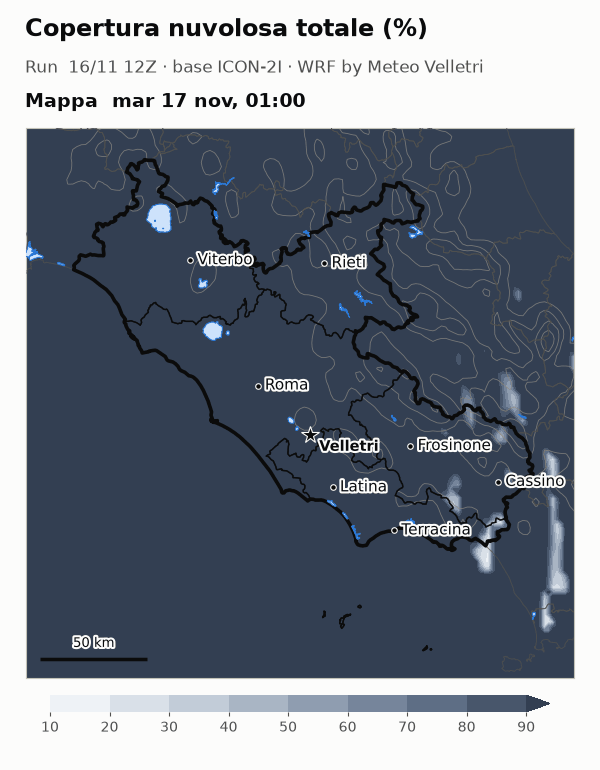 Copertura nuvolosa totale (%)
Run 16/11 12Z · base ICON-2I · WRF by Meteo Velletri
Mappa mar 17 nov, 01:00
Viterbo
Rieti
Roma
Velletri
Frosinone
Latina
Cassino
Terracina
50 km
10 20 30 40 50 60 70 80 90